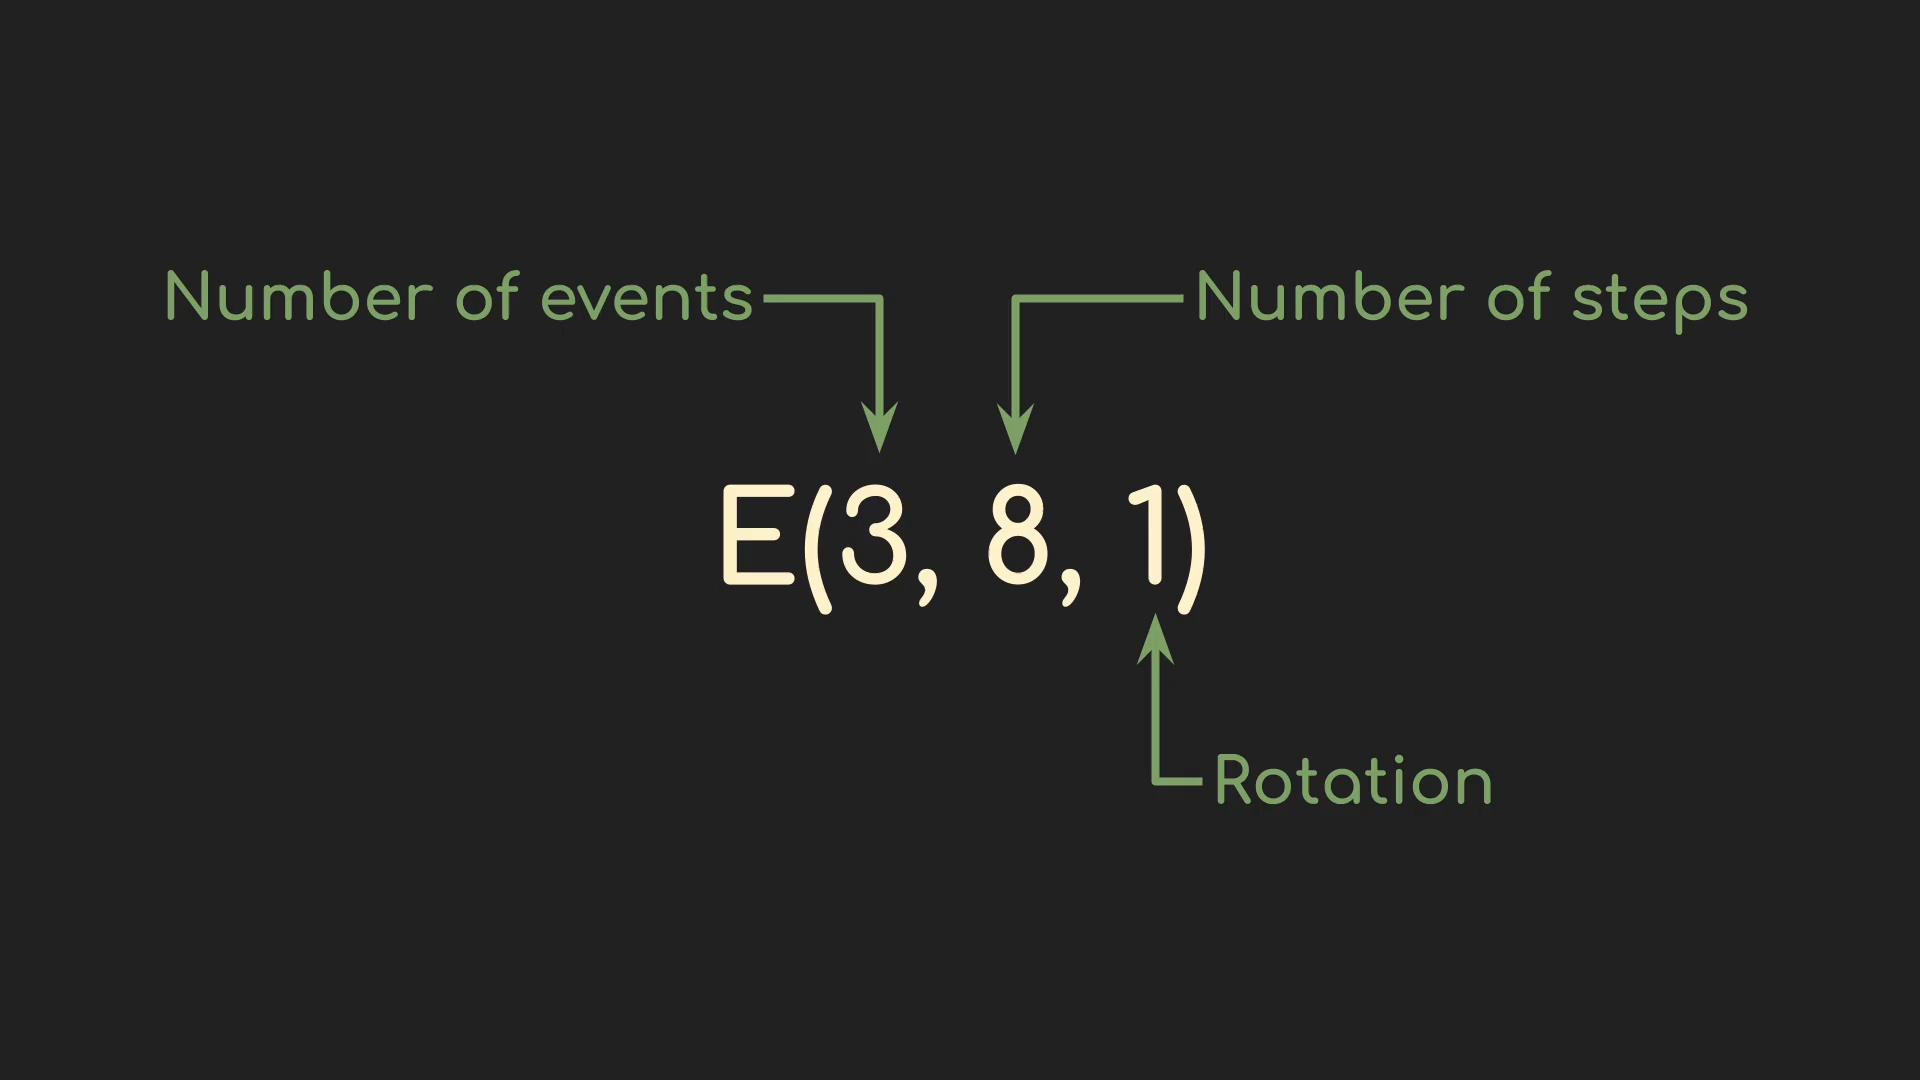 Number of events
Number of steps
E(3, 8, 1)
Rotation